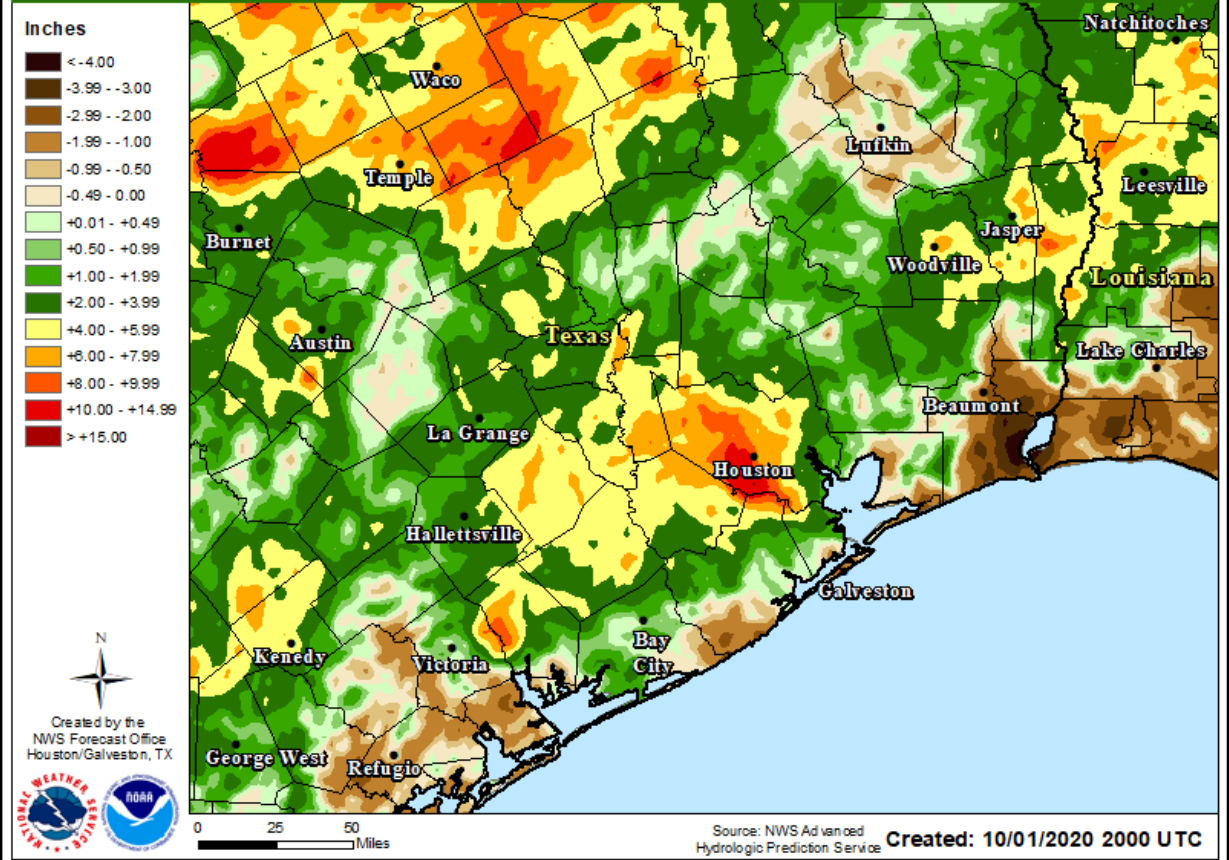 Inches
< -4.00
-3.99 - -3.00
-2.99 - -2.00
-1.99 - -1.00
-0.99 - -0.50
-0.49 - 0.00
+0.01 - +0.49
+0.50 - +0.99
+1.00 - +1.99
+2.00 - +3.99
+4.00 - +5.99
+6.00 - +7.99
+8.00 - +9.99
+10.00 - +14.99
> +15.00
Natchitoches
Waco
Lufkin
Temple
Leesville
Burnet
Jasper
Woodville
Louisiana
Austin
Texas
Lake Charles
Beaumont
La Grange
Houston
Hallettsville
Galveston
Kenedy
Victoria
Bay
City
George West
Refugio
N
Created by the
NWS Forecast Office
Houston/Galveston, TX
NATIONAL WEATHER SERVICE
NOAA
0 25 50
Miles
Source: NWS Advanced
Hydrologic Prediction Service
Created: 10/01/2020 2000 UTC